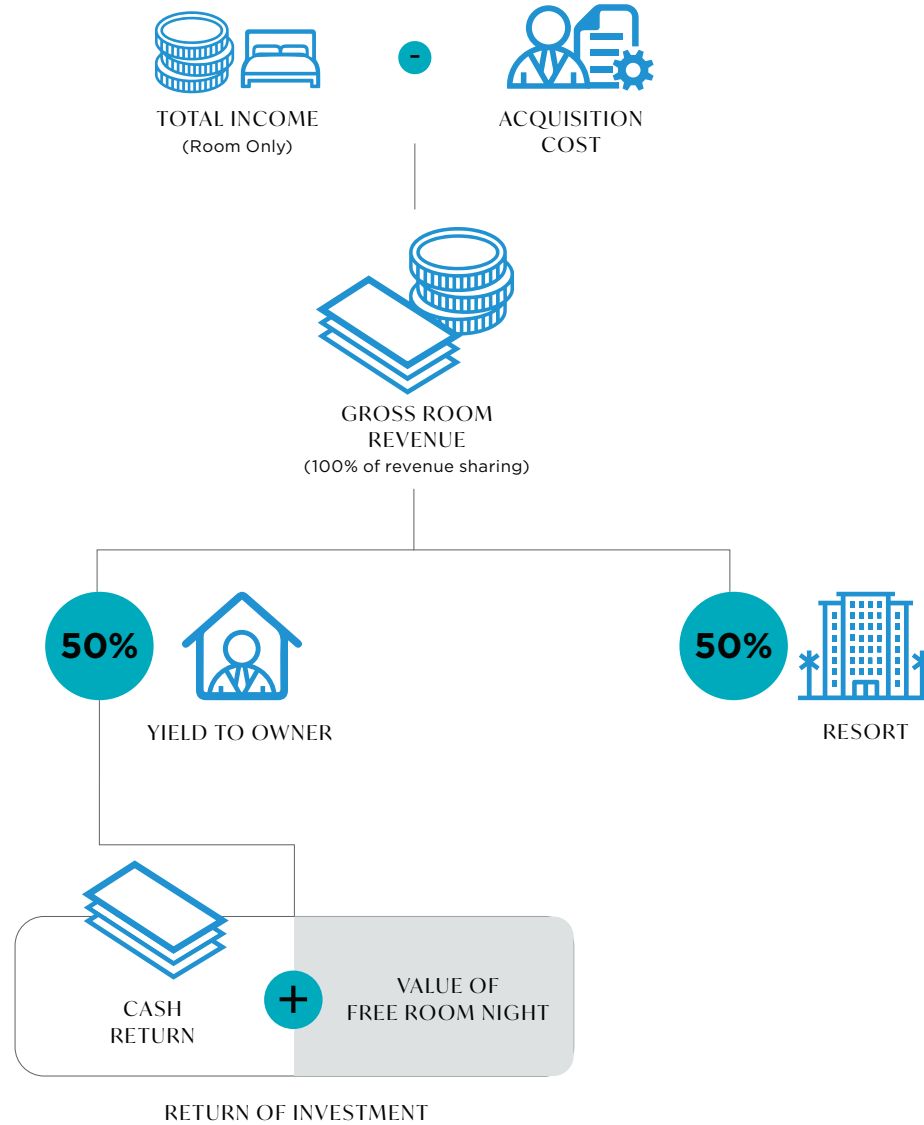 -
TOTAL INCOME
(Room Only)
ACQUISITION
COST
GROSS ROOM
REVENUE
(100% of revenue sharing)
50%
YIELD TO OWNER
50%
RESORT
CASH
RETURN
+
VALUE OF
FREE ROOM NIGHT
RETURN OF INVESTMENT